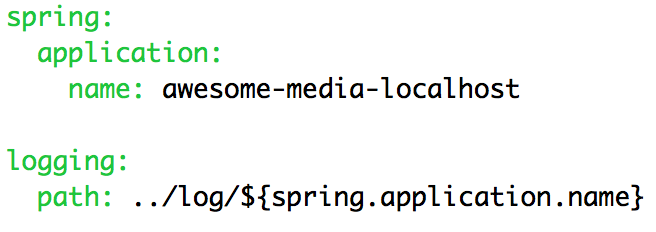 spring:
  application:
    name: awesome-media-localhost

logging:
  path: ../log/${spring.application.name}